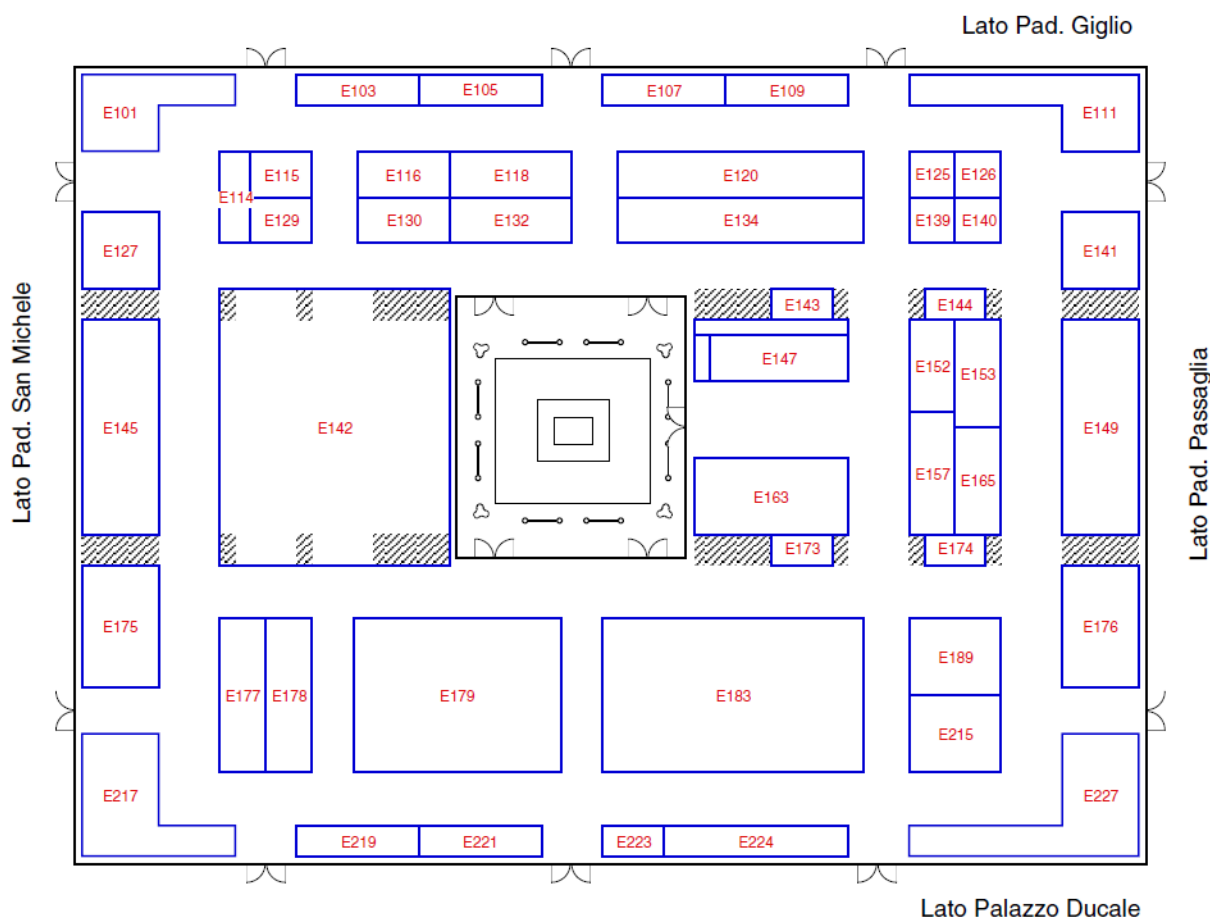 Lato Pad. Giglio
E103 E105 E107 E109
E101 E111
E115 E116 E118 E120 E125 E126
E114
E129 E130 E132 E134 E139 E140
E127 E141
E143 E144
E147 E152 E153
Lato Pad. San Michele
E145 E142 E149
Lato Pad. Passaglia
E157 E165
E163
E173 E174
E175 E176
E189
E177 E178 E179 E183
E215
E217 E227
E219 E221 E223 E224
Lato Palazzo Ducale